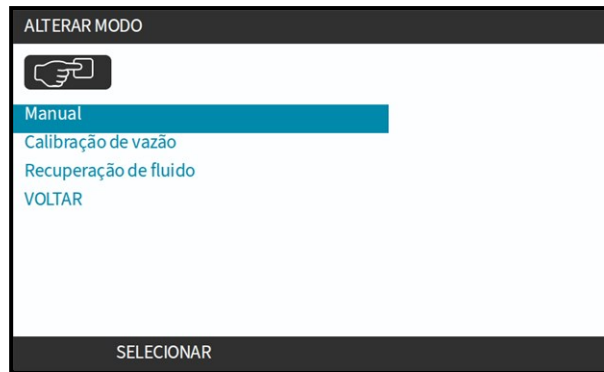 ALTERAR MODO
Manual
Calibração de vazão
Recuperação de fluido
VOLTAR
SELECIONAR